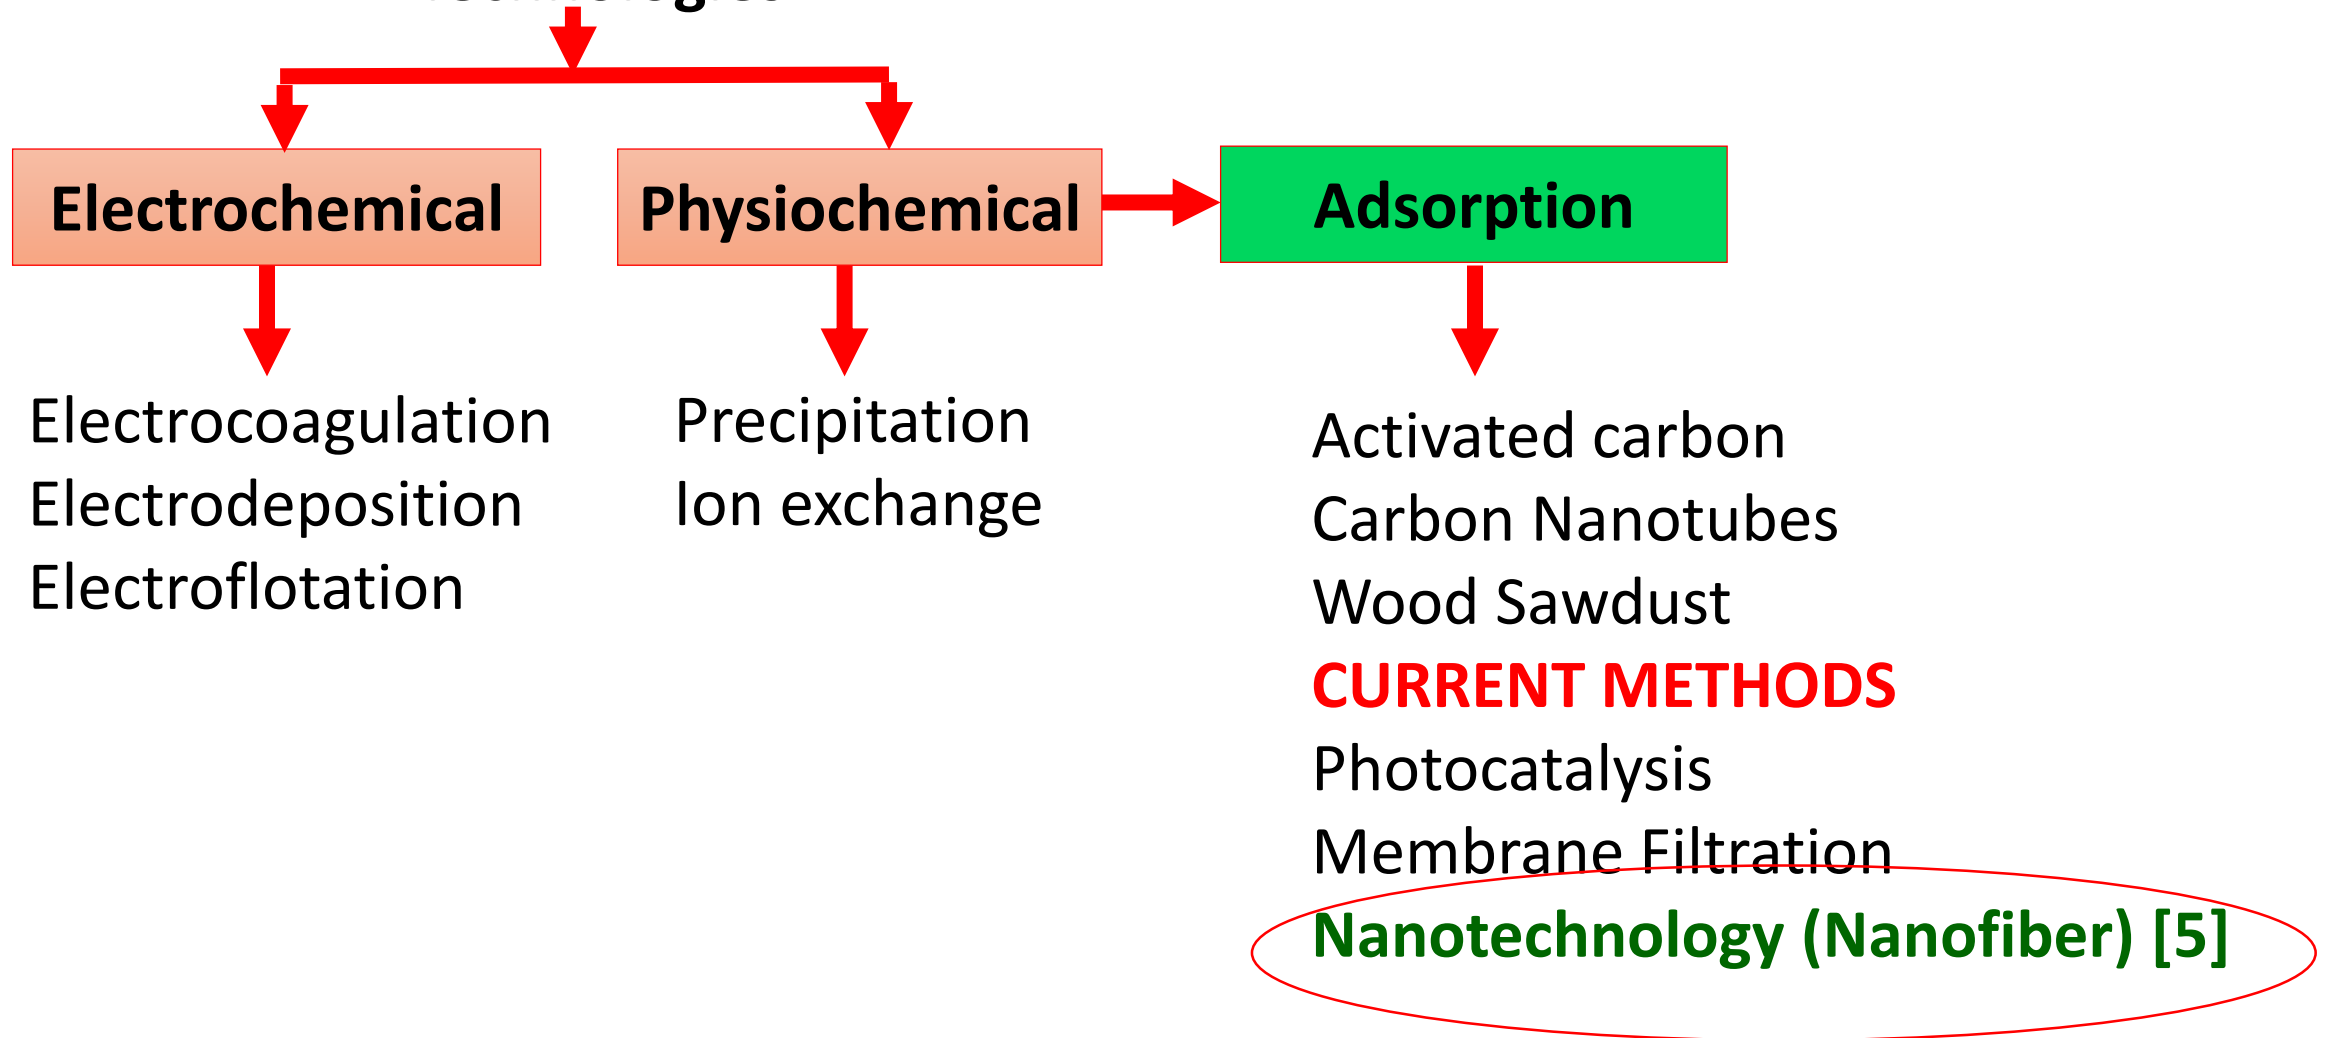 Electrochemical
Physiochemical
Adsorption
Electrocoagulation
Electrodeposition
Electroflotation
Precipitation
Ion exchange
Activated carbon
Carbon Nanotubes
Wood Sawdust
CURRENT METHODS
Photocatalysis
Membrane Filtration
Nanotechnology (Nanofiber) [5]